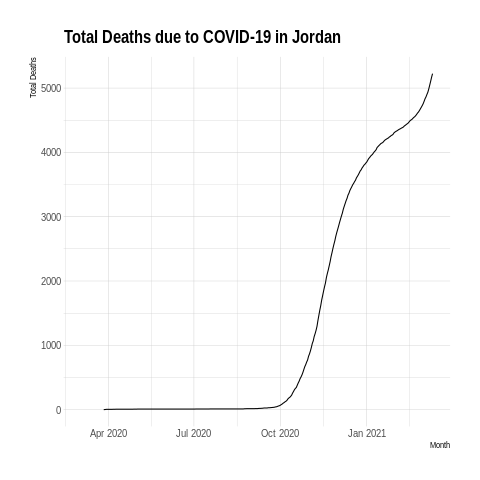 Total Deaths due to COVID-19 in Jordan
Total Deaths
5000
4000
3000
2000
1000
0
Apr 2020 Jul 2020 Oct 2020 Jan 2021
Month